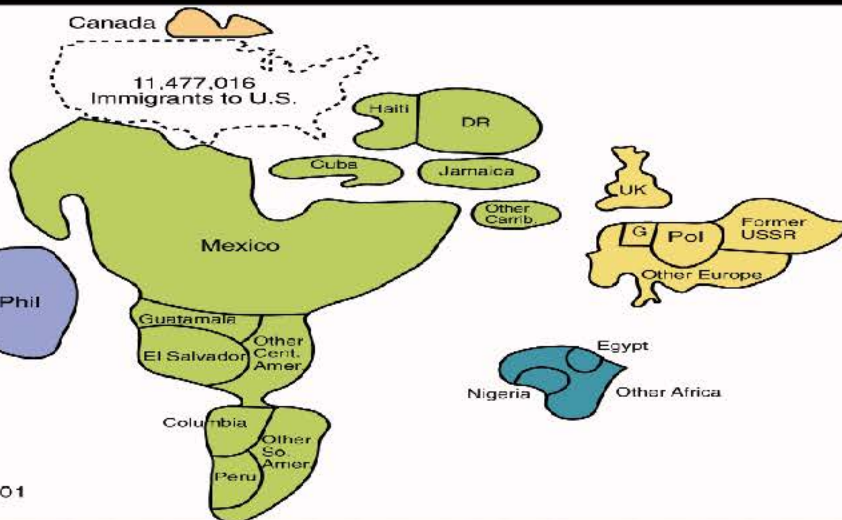 Canada
11,477,016
Immigrants to U.S.
Haiti
DR
Cuba
Jamaica
Other
Carrib.
Mexico
UK
G
Pol
Former
USSR
Other Europe
Phil
Guatamala
El Salvador
Other
Cent.
Amer.
Egypt
Nigeria
Other Africa
Columbia
Other
So.
Amer.
Peru
01